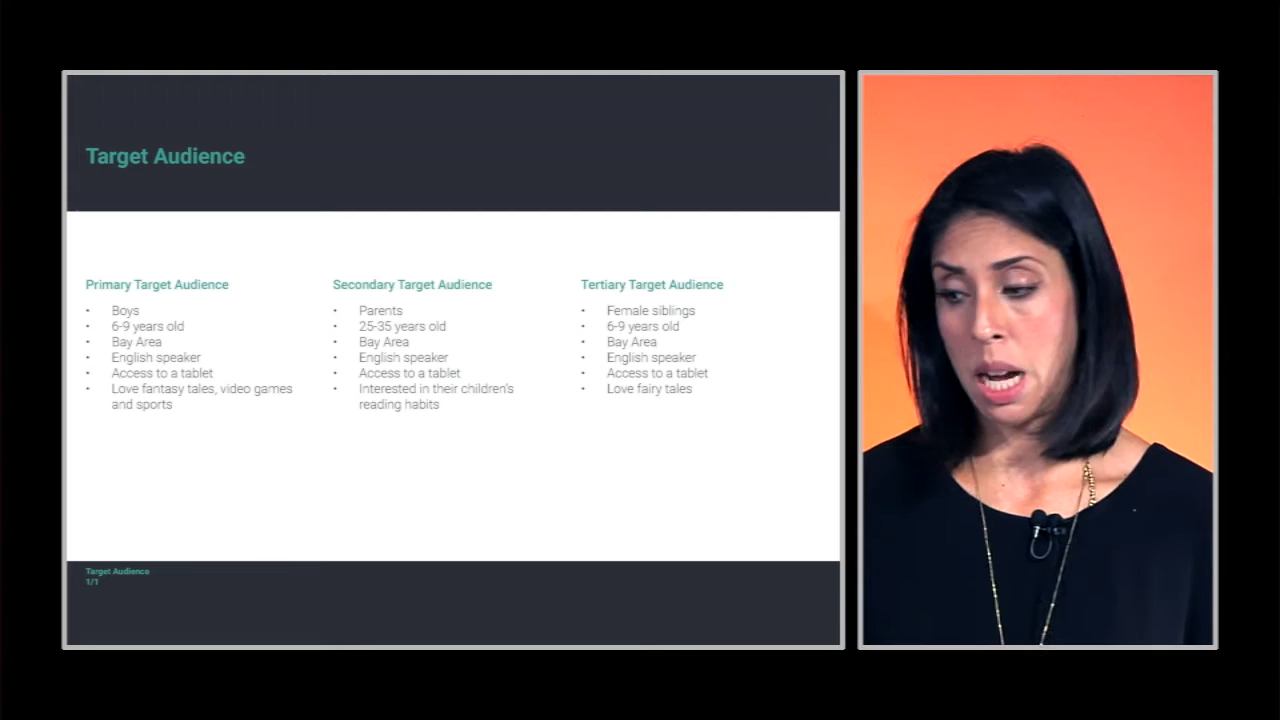 Target Audience
Primary Target Audience
• Boys
• 6-9 years old
• Bay Area
• English speaker
• Access to a tablet
• Love fantasy tales, video games
and sports
Secondary Target Audience
• Parents
• 25-35 years old
• Bay Area
• English speaker
• Access to a tablet
• Interested in their children's
reading habits
Tertiary Target Audience
• Female siblings
• 6-9 years old
• Bay Area
• English speaker
• Access to a tablet
• Love fairy tales
Target Audience
1/1